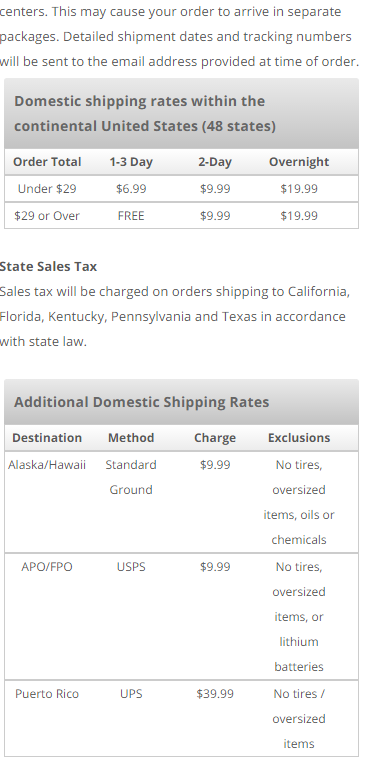 centers. This may cause your order to arrive in separate
packages. Detailed shipment dates and tracking numbers
will be sent to the email address provided at time of order.
Domestic shipping rates within the
continental United States (48 states)
Order Total 1-3 Day 2-Day Overnight
Under $29 $6.99 $9.99 $19.99
$29 or Over FREE $9.99 $19.99
State Sales Tax
Sales tax will be charged on orders shipping to California,
Florida, Kentucky, Pennsylvania and Texas in accordance
with state law.
Additional Domestic Shipping Rates
Destination Method Charge Exclusions
Alaska/Hawaii Standard $9.99 No tires,
Ground oversized
items, oils or
chemicals
APO/FPO USPS $9.99 No tires,
oversized
items, or
lithium
batteries
Puerto Rico UPS $39.99 No tires /
oversized
items